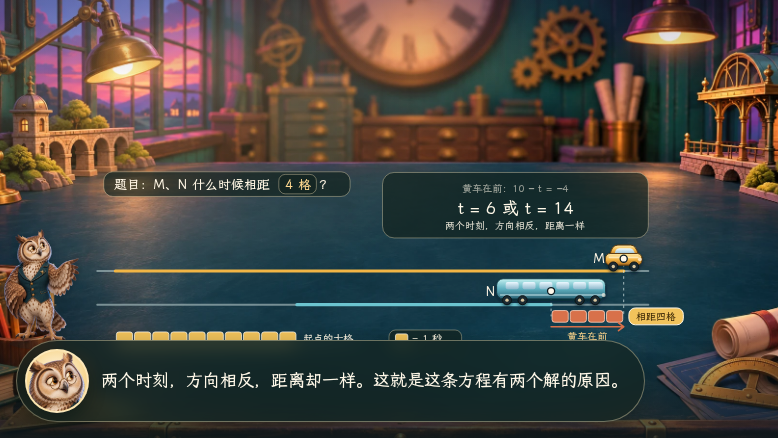 题目：M、N 什么时候相距 4 格？
黄车在前：10 − t = −4
t = 6 或 t = 14
两个时刻，方向相反，距离一样
M
N
相距四格
起点的十格
= 1 秒
黄车在前
两个时刻，方向相反，距离却一样。这就是这条方程有两个解的原因。